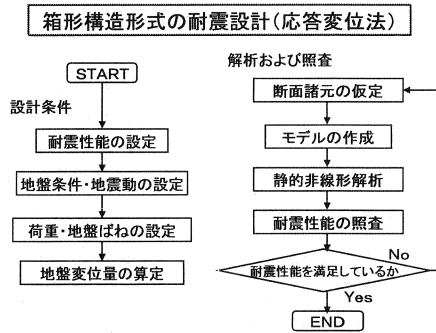 箱形構造形式の耐震設計(応答変位法)
START
設計条件
耐震性能の設定
地盤条件・地震動の設定
荷重・地盤ばねの設定
地盤変位量の算定
解析および照査
断面諸元の仮定
モデルの作成
静的非線形解析
耐震性能の照査
耐震性能を満足しているか
No
Yes
END